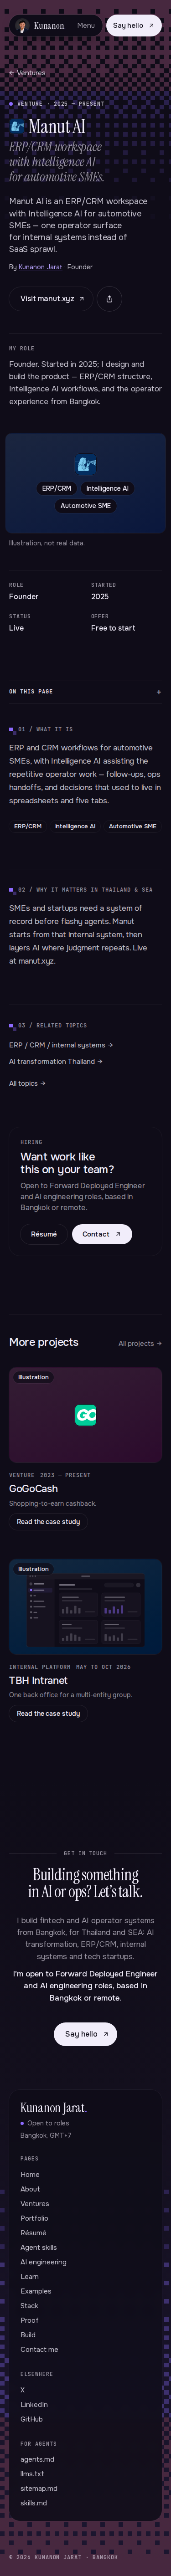 Kunanon. Menu Say hello ↗
← Ventures
VENTURE · 2025 — PRESENT
Manut AI
ERP/CRM workspace
with Intelligence AI
for automotive SMEs.
Manut AI is an ERP/CRM workspace
with Intelligence AI for automotive
SMEs — one operator surface
for internal systems instead of
SaaS sprawl.
By Kunanon Jarat · Founder
Visit manut.xyz ↗
MY ROLE
Founder. Started in 2025; I design and
build the product — ERP/CRM structure,
Intelligence AI workflows, and the operator
experience from Bangkok.
ERP/CRM Intelligence AI
Automotive SME
Illustration, not real data.
ROLE STARTED
Founder 2025
STATUS OFFER
Live Free to start
ON THIS PAGE +
01 / WHAT IT IS
ERP and CRM workflows for automotive
SMEs, with Intelligence AI assisting the
repetitive operator work — follow-ups, ops
handoffs, and decisions that used to live in
spreadsheets and five tabs.
ERP/CRM Intelligence AI Automotive SME
02 / WHY IT MATTERS IN THAILAND & SEA
SMEs and startups need a system of
record before flashy agents. Manut
starts from that internal system, then
layers AI where judgment repeats. Live
at manut.xyz.
03 / RELATED TOPICS
ERP / CRM / internal systems →
AI transformation Thailand →
All topics →
HIRING
Want work like
this on your team?
Open to Forward Deployed Engineer
and AI engineering roles, based in
Bangkok or remote.
Résumé Contact ↗
More projects All projects →
Illustration
GO
VENTURE 2023 — PRESENT
GoGoCash
Shopping-to-earn cashback.
Read the case study
Illustration
INTERNAL PLATFORM MAY TO OCT 2026
TBH Intranet
One back office for a multi-entity group.
Read the case study
GET IN TOUCH
Building something
in AI or ops? Let's talk.
I build fintech and AI operator systems
from Bangkok, for Thailand and SEA: AI
transformation, ERP/CRM, internal
systems and tech startups.
I'm open to Forward Deployed Engineer
and AI engineering roles, based in
Bangkok or remote.
Say hello ↗
Kunanon Jarat.
Open to roles
Bangkok, GMT+7
PAGES
Home
About
Ventures
Portfolio
Résumé
Agent skills
AI engineering
Learn
Examples
Stack
Proof
Build
Contact me
ELSEWHERE
X
LinkedIn
GitHub
FOR AGENTS
agents.md
llms.txt
sitemap.md
skills.md
© 2026 KUNANON JARAT · BANGKOK